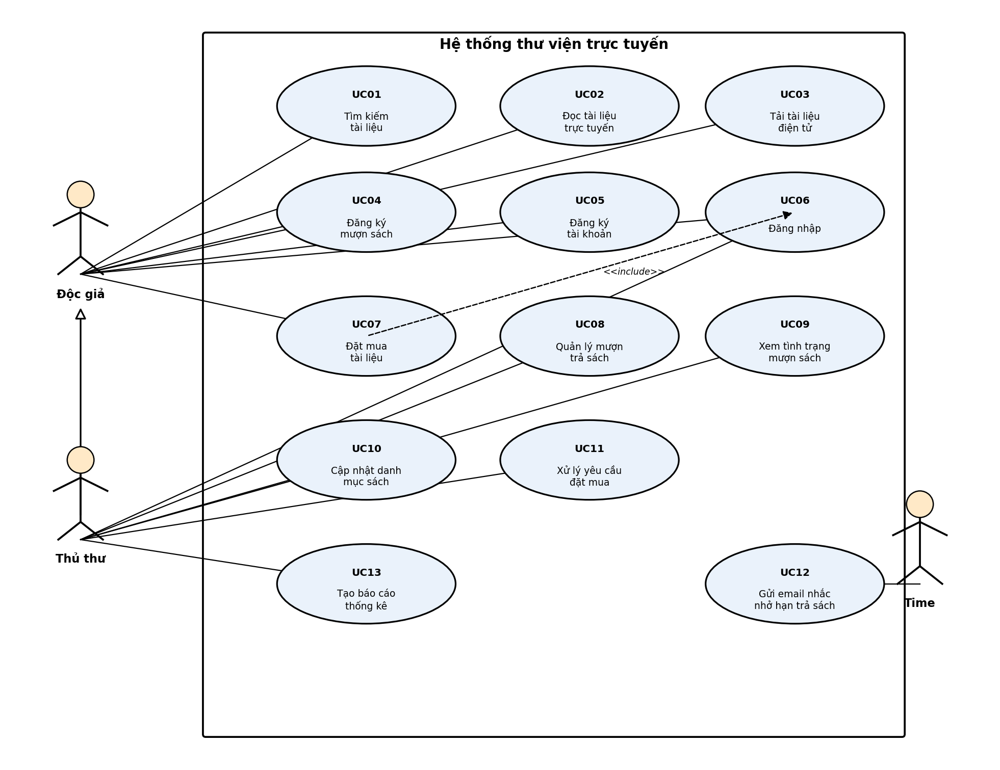 Hệ thống thư viện trực tuyến
UC01
Tìm kiếm
tài liệu
UC02
Đọc tài liệu
trực tuyến
UC03
Tải tài liệu
điện tử
UC04
Đăng ký
mượn sách
UC05
Đăng ký
tài khoản
UC06
Đăng nhập
Độc giả
<<include>>
UC07
Đặt mua
tài liệu
UC08
Quản lý mượn
trả sách
UC09
Xem tình trạng
mượn sách
UC10
Cập nhật danh
mục sách
UC11
Xử lý yêu cầu
đặt mua
Thủ thư
UC13
Tạo báo cáo
thống kê
UC12
Gửi email nhắc
nhở hạn trả sách
Time